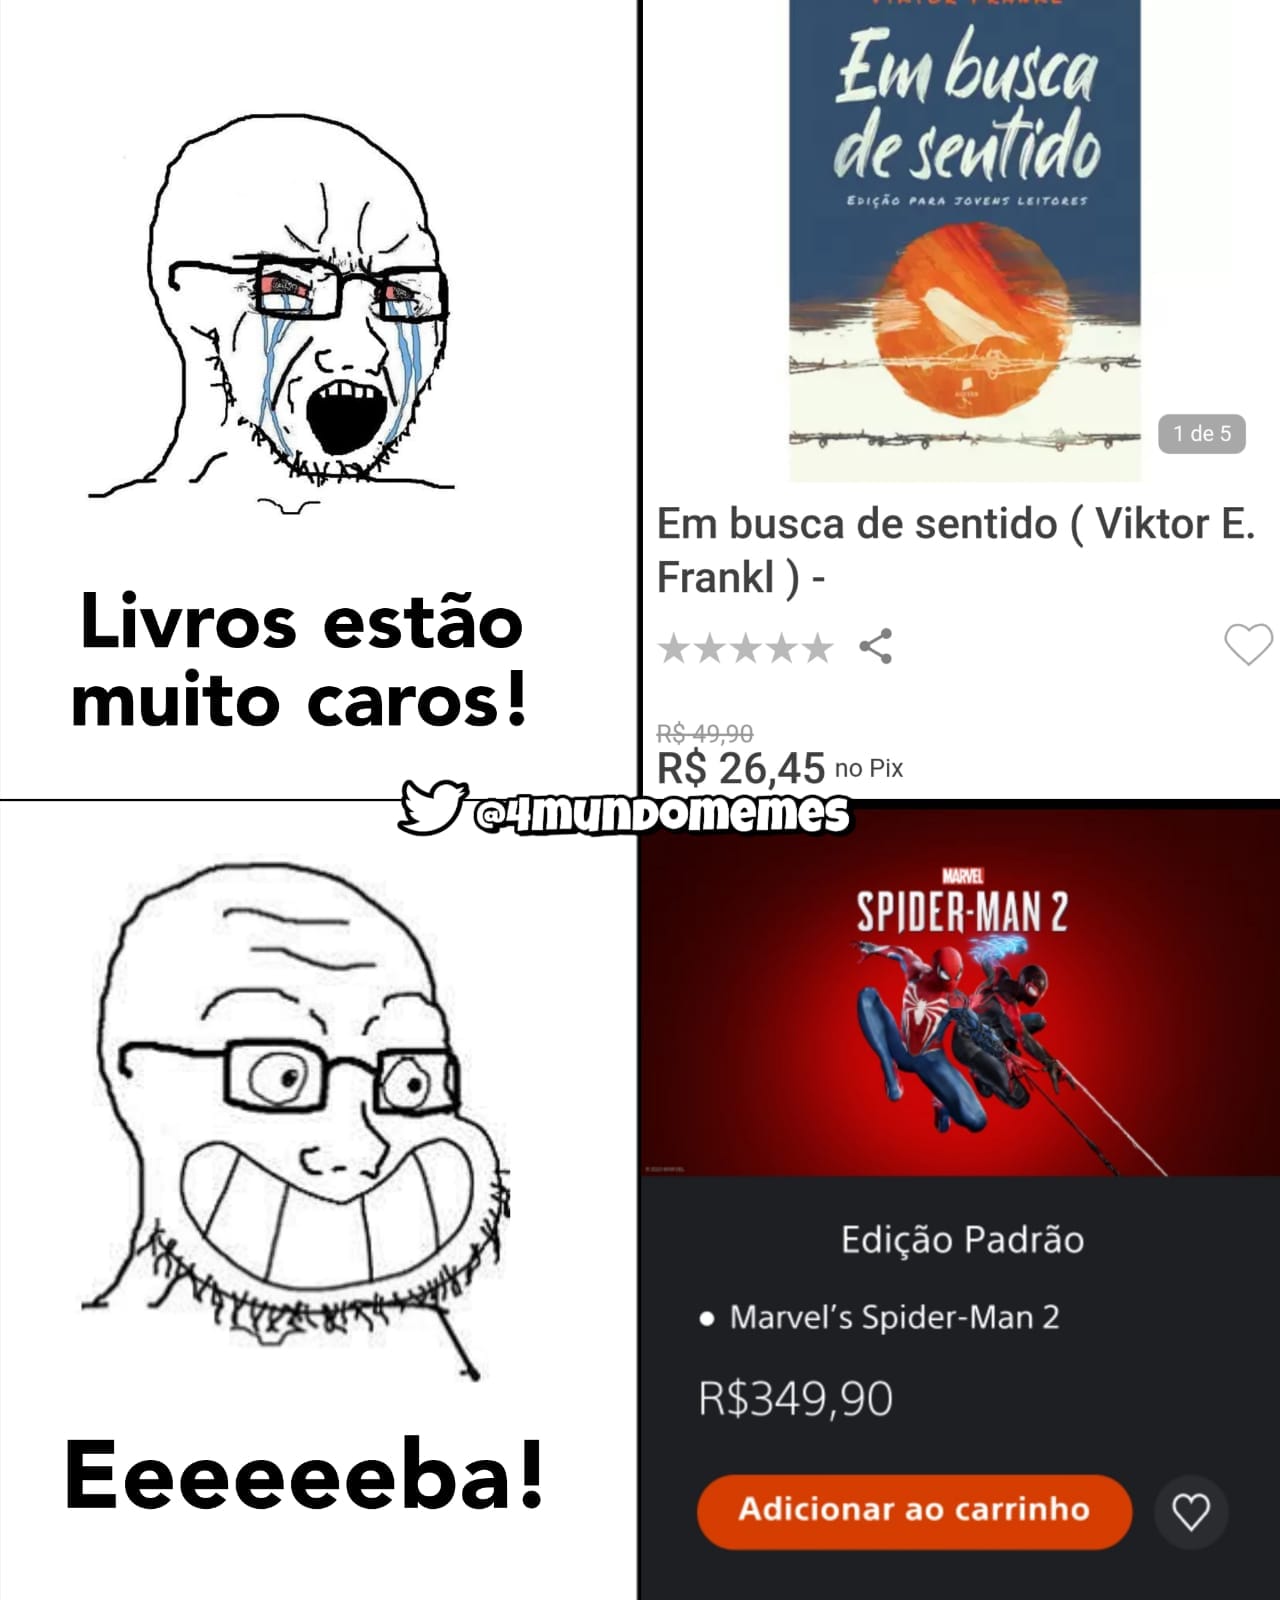 VIKTOR FRANKL
Em busca
de sentido
EDIÇÃO PARA JOVENS LEITORES
1 de 5
Livros estão
muito caros!
Em busca de sentido ( Viktor E.
Frankl ) -
R$ 49,90
R$ 26,45 no Pix
@4mundomemes
MARVEL
SPIDER-MAN 2
Edição Padrão
• Marvel's Spider-Man 2
R$349,90
Eeeeeeba!
Adicionar ao carrinho